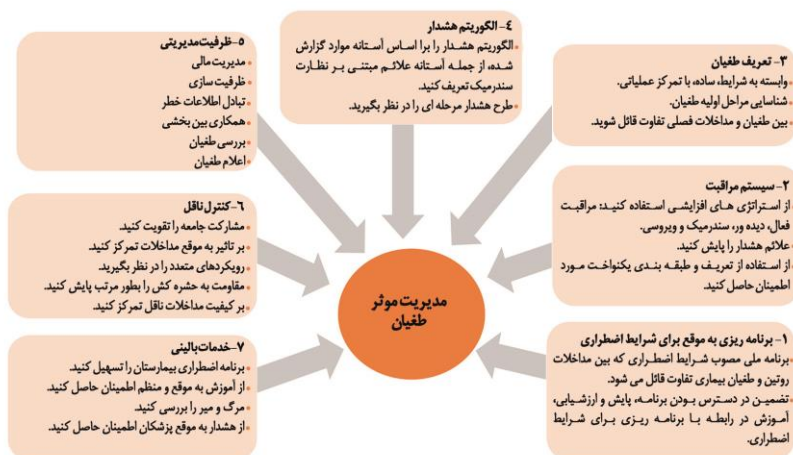 ۱- برنامه ریزی به موقع برای شرایط اضطراری
•برنامه ملی مصوب شرایط اضطراری که بین مداخلات
روتین و طغیان بیماری تفاوت قائل می شود.
•تضمین در دسترس بودن برنامه، پایش و ارزشیابی،
آموزش در رابطه با برنامه ریزی برای شرایط
اضطراری.
۲- سیستم مراقبت
•از استراتژی های افزایشی استفاده کنید: مراقبت
فعال، دیده ور، سندرمیک و ویروسی.
•علائم هشدار را پایش کنید.
•از استفاده از تعریف و طبقه بندی یکنواخت مورد
اطمینان حاصل کنید.
۳- تعریف طغیان
•وابسته به شرایط، ساده، با تمرکز عملیاتی.
•شناسایی مراحل اولیه طغیان.
•بین طغیان و مداخلات فصلی تفاوت قائل شوید.
٤- الگوریتم هشدار
•الگوریتم هشدار را برا اساس آستانه موارد گزارش
شده، از جمله آستانه علائم مبتنی بر نظارت
سندرمیک تعریف کنید.
•طرح هشدار مرحله ای را در نظر بگیرید.
٥-ظرفیت مدیریتی
•مدیریت مالی
•ظرفیت سازی
•تبادل اطلاعات خطر
•همکاری بین بخشی
•بررسی طغیان
•اعلام طغیان
٦-کنترل ناقل
•مشارکت جامعه را تقویت کنید.
•بر تاثیر به موقع مداخلات تمرکز کنید.
•رویکردهای متعدد را در نظر بگیرید.
•مقاومت به حشره کش را بطور مرتب پایش کنید.
•بر کیفیت مداخلات ناقل تمرکز کنید.
۷-خدمات بالینی
•برنامه اضطراری بیمارستان را تسهیل کنید.
•از آموزش به موقع و منظم اطمینان حاصل کنید.
•مرگ و میر را بررسی کنید.
•از هشدار به موقع پزشکان اطمینان حاصل کنید.
مدیریت موثر
طغیان